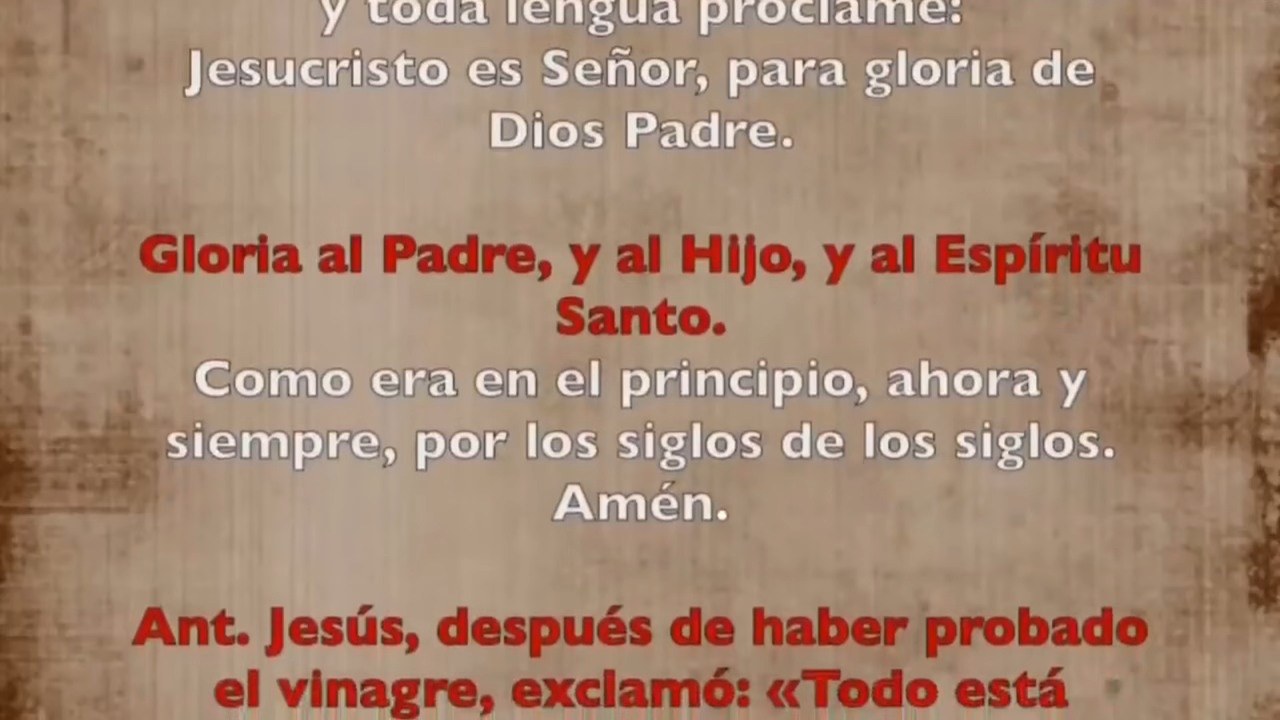 y toda lengua proclame:
Jesucristo es Señor, para gloria de
Dios Padre.
Gloria al Padre, y al Hijo, y al Espíritu
Santo.
Como era en el principio, ahora y
siempre, por los siglos de los siglos.
Amén.
Ant. Jesús, después de haber probado
el vinagre, exclamó: «Todo está